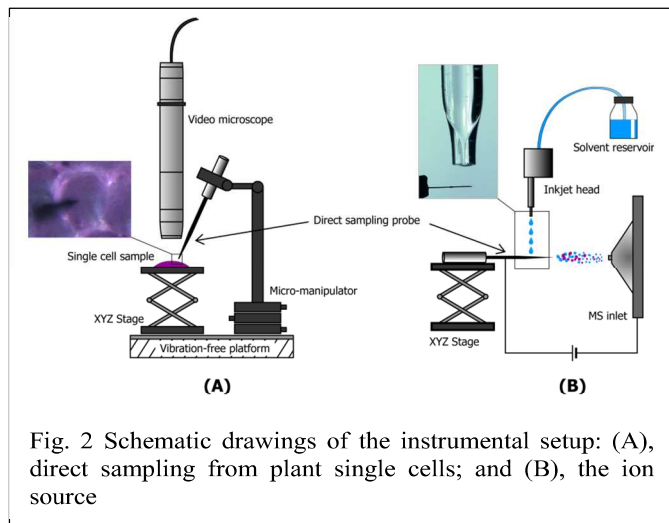 Video microscope
Single cell sample
Direct sampling probe
XYZ Stage
Micro-manipulator
Vibration-free platform
(A)
Solvent reservoir
Inkjet head
MS inlet
XYZ Stage
(B)
Fig. 2 Schematic drawings of the instrumental setup: (A),
direct sampling from plant single cells; and (B), the ion
source